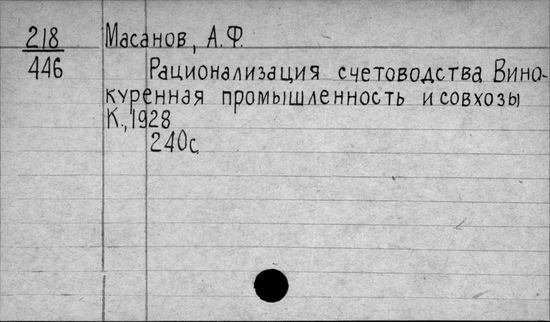 218 Масанов, А.Ф.
446 Рационализация счетоводства Вино-
куренная промышленность и совхозы
К., 1928
240с.